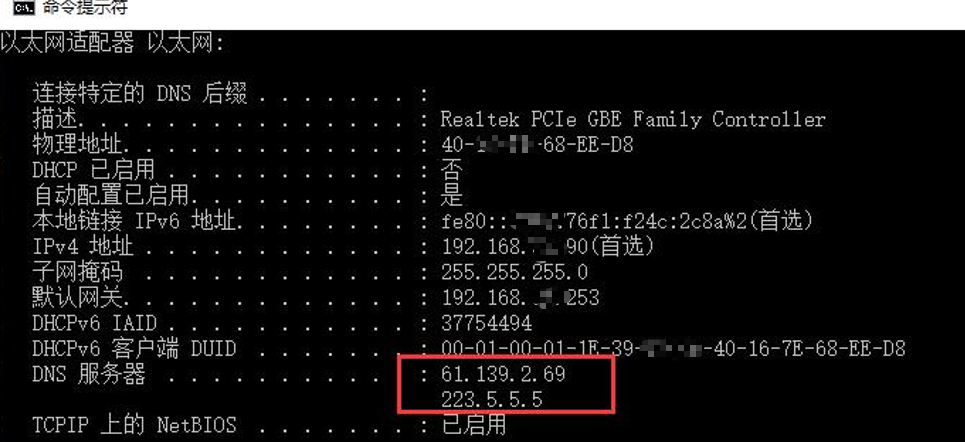 命令提示符
以太网适配器 以太网:
连接特定的 DNS 后缀 . . . . . . . :
描述. . . . . . . . . . . . . . . : Realtek PCIe GBE Family Controller
物理地址. . . . . . . . . . . . . : 40- -68-EE-D8
DHCP 已启用 . . . . . . . . . . . : 否
自动配置已启用. . . . . . . . . . : 是
本地链接 IPv6 地址. . . . . . . . : fe80:: :76f1:f24c:2c8a%2(首选)
IPv4 地址 . . . . . . . . . . . . : 192.168. 90(首选)
子网掩码 . . . . . . . . . . . . : 255.255.255.0
默认网关. . . . . . . . . . . . . : 192.168. 253
DHCPv6 IAID . . . . . . . . . . . : 37754494
DHCPv6 客户端 DUID . . . . . . . : 00-01-00-01-1E-39- -40-16-7E-68-EE-D8
DNS 服务器 . . . . . . . . . . . : 61.139.2.69
223.5.5.5
TCPIP 上的 NetBIOS . . . . . . . : 已启用